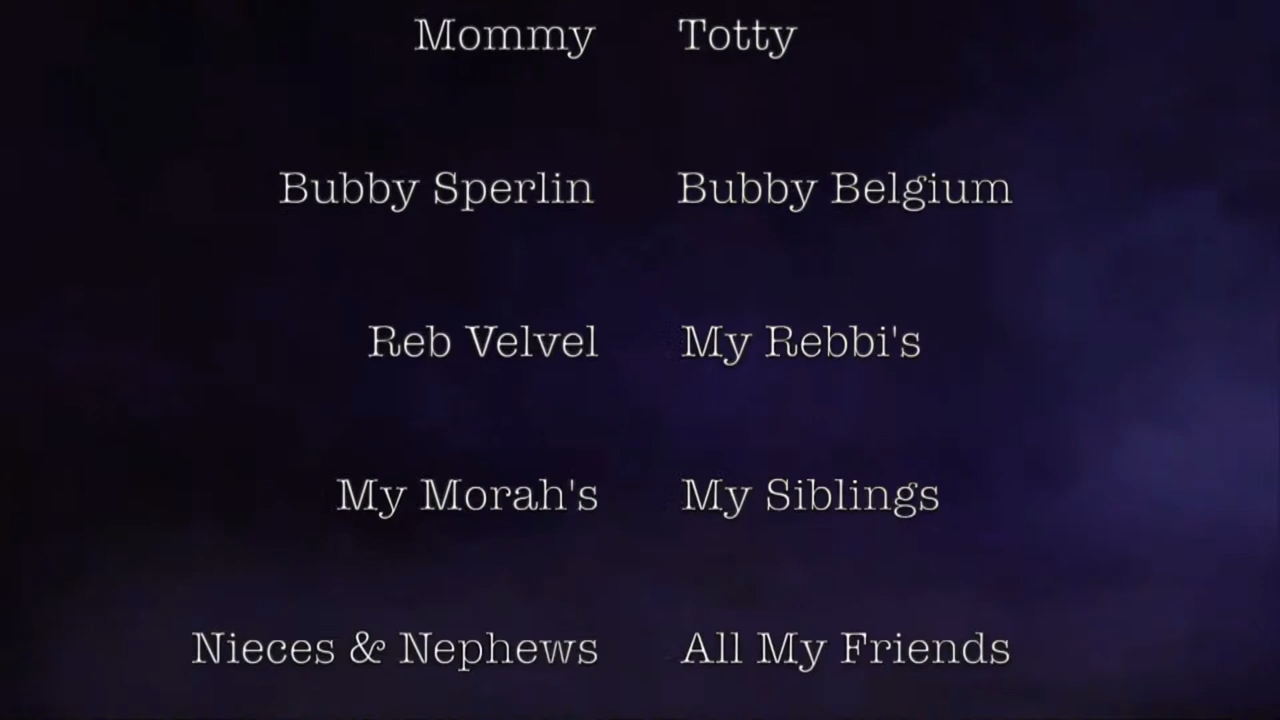 Mommy Totty
Bubby Sperlin Bubby Belgium
Reb Velvel My Rebbi's
My Morah's My Siblings
Nieces & Nephews All My Friends